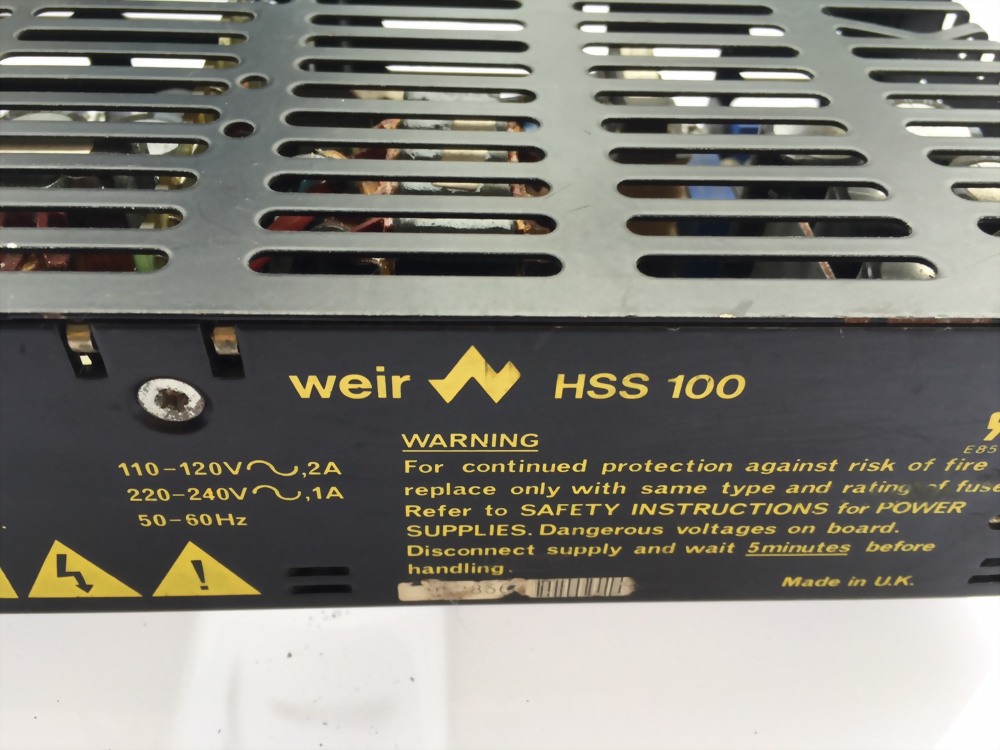 weir HSS 100
110-120V~,2A
220-240V~,1A
50-60Hz
WARNING
For continued protection against risk of fire
replace only with same type and rating of fuse
Refer to SAFETY INSTRUCTIONS for POWER
SUPPLIES. Dangerous voltages on board.
Disconnect supply and wait 5minutes before
handling.
Made in U.K.